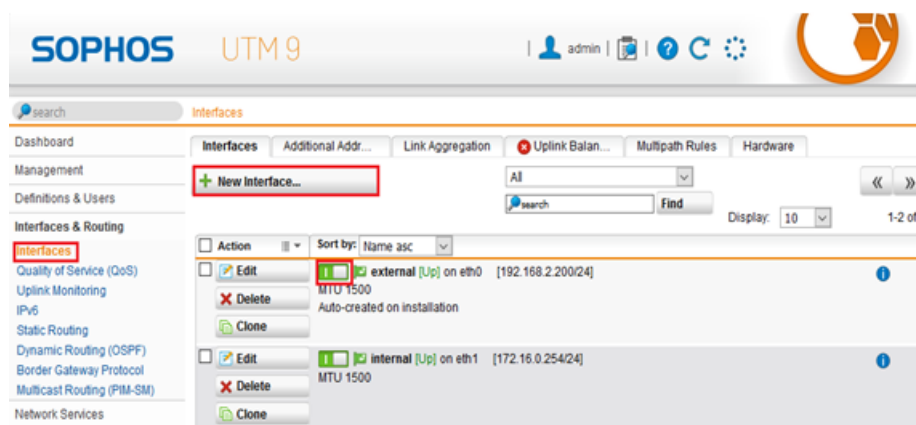 SOPHOS UTM 9
| admin | | ?
search
Interfaces
Dashboard
Management
Definitions & Users
Interfaces & Routing
Interfaces
Quality of Service (QoS)
Uplink Monitoring
IPv6
Static Routing
Dynamic Routing (OSPF)
Border Gateway Protocol
Multicast Routing (PIM-SM)
Network Services
Interfaces Additional Addr... Link Aggregation Uplink Balan... Multipath Rules Hardware
+ New Interface...
All
search Find
Display: 10
« »
1-2 of
Action Sort by: Name asc
Edit external [Up] on eth0 [192.168.2.200/24]
Delete MTU 1500
Auto-created on installation
Clone
Edit internal [Up] on eth1 [172.16.0.254/24]
Delete MTU 1500
Clone